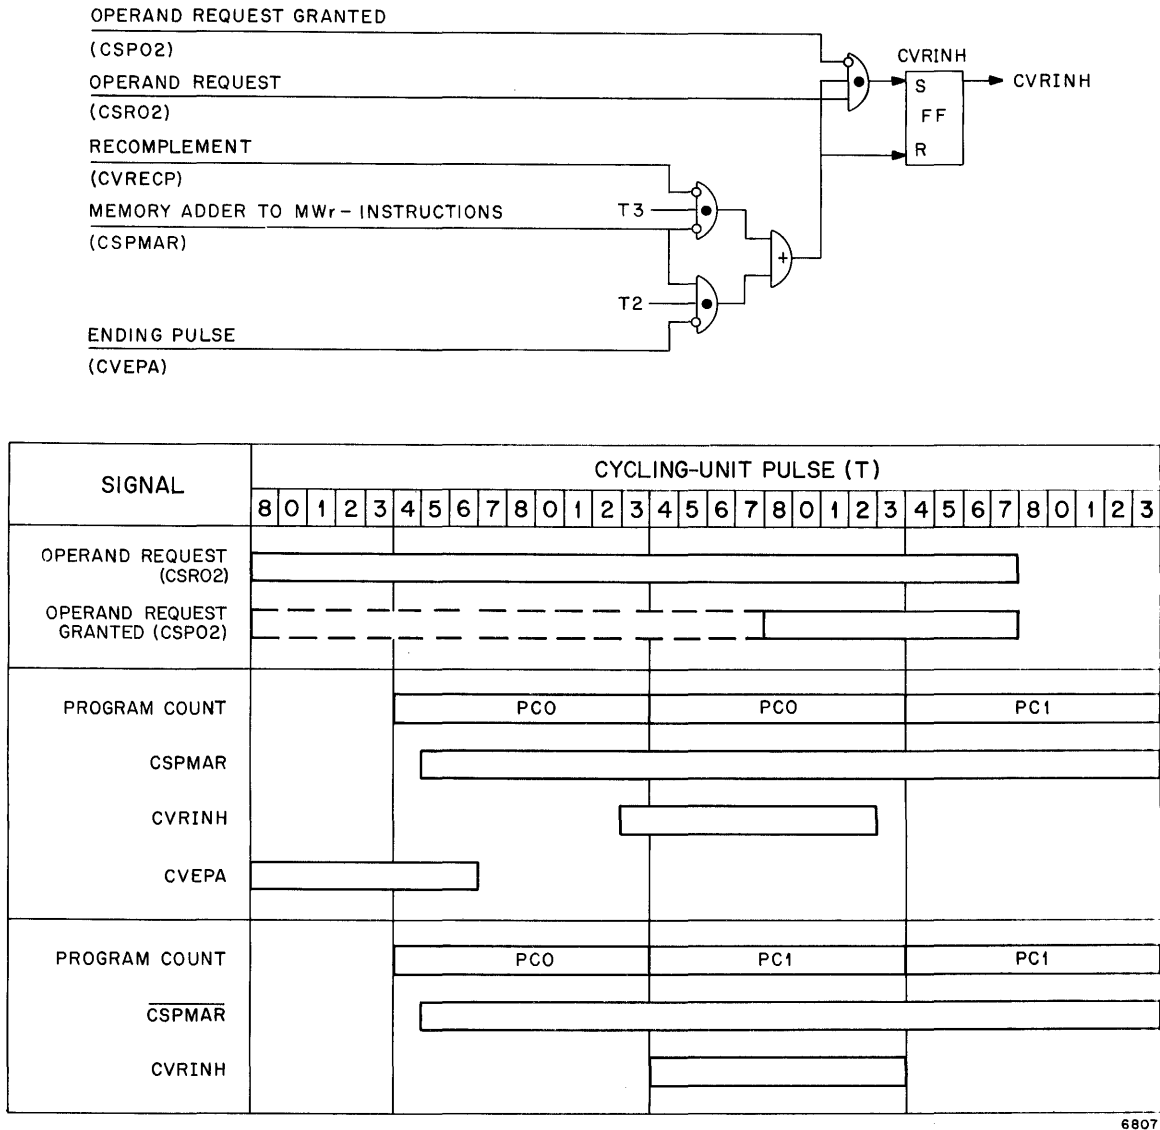 OPERAND REQUEST GRANTED
(CSPO2)
OPERAND REQUEST
(CSRO2)
RECOMPLEMENT
(CVRECP)
MEMORY ADDER TO MWr - INSTRUCTIONS
(CSPMAR)
ENDING PULSE
(CVEPA)
T3
T2
+
CVRINH
S
FF
R
CVRINH
SIGNAL
CYCLING-UNIT PULSE (T)
8 0 1 2 3 4 5 6 7 8 0 1 2 3 4 5 6 7 8 0 1 2 3 4 5 6 7 8 0 1 2 3
OPERAND REQUEST
(CSRO2)
OPERAND REQUEST
GRANTED (CSPO2)
PROGRAM COUNT
PCO
PCO
PC1
CSPMAR
CVRINH
CVEPA
PROGRAM COUNT
PCO
PC1
PC1
CSPMAR
CVRINH
6807